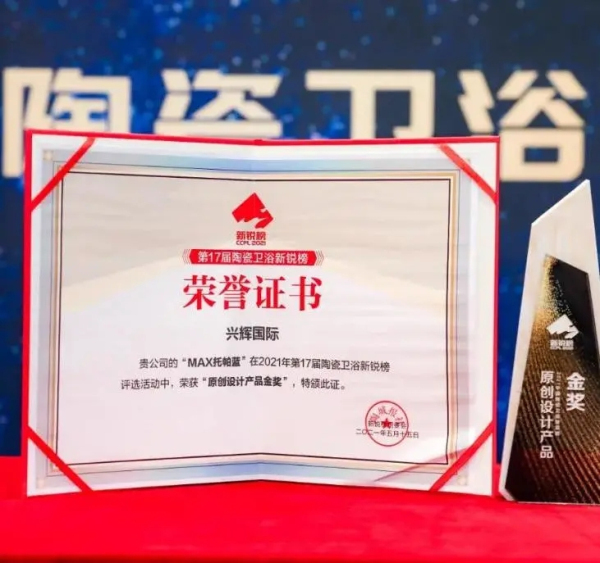 陶瓷卫浴
新锐榜
CCPL 2021
第17届陶瓷卫浴新锐榜
荣誉证书
兴辉国际
贵公司的“MAX托帕蓝”在2021年第17届陶瓷卫浴新锐榜
评选活动中，荣获“原创设计产品金奖”，特颁此证。
二〇二一年五月十五日
新锐榜
金奖
原创设计产品